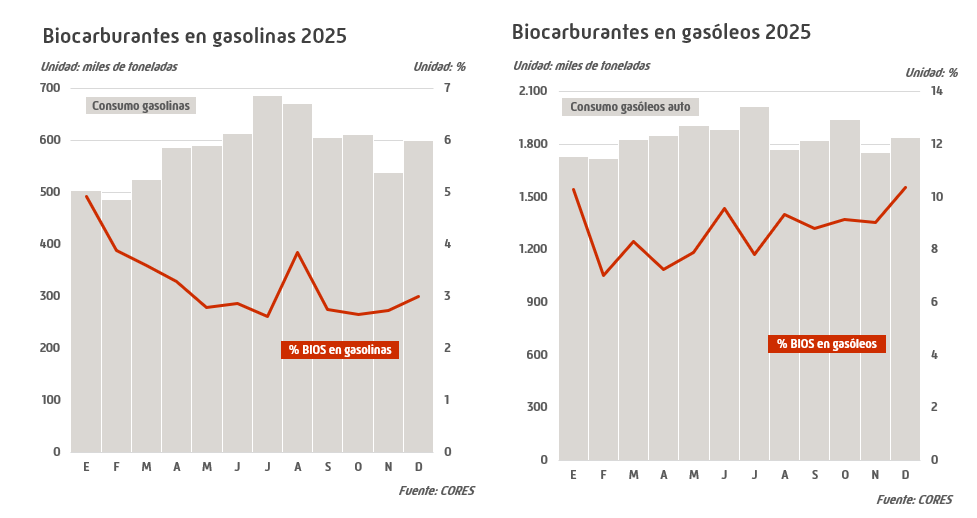 Biocarburantes en gasolinas 2025
Unidad: miles de toneladas
Unidad: %
700
600
500
400
300
200
100
0
7
6
5
4
3
2
1
0
Consumo gasolinas
% BIOS en gasolinas
E F M A M J J A S O N D
Fuente: CORES
Biocarburantes en gasóleos 2025
Unidad: miles de toneladas
Unidad: %
2.100
1.800
1.500
1.200
900
600
300
0
14
12
10
8
6
4
2
0
Consumo gasóleos auto
% BIOS en gasóleos
E F M A M J J A S O N D
Fuente: CORES